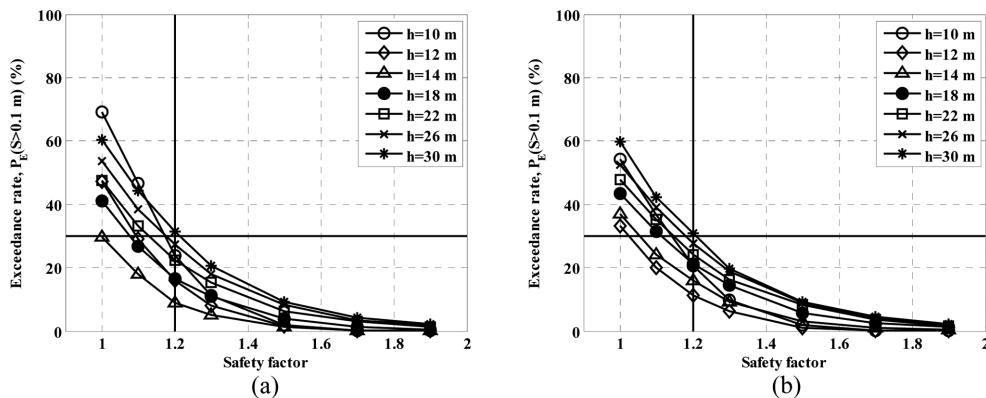 100
80
60
40
20
0
Exceedance rate, P_E(S>0.1 m) (%)
h=10 m
h=12 m
h=14 m
h=18 m
h=22 m
h=26 m
h=30 m
1
1.2
1.4
1.6
1.8
2
Safety factor
(a)
100
80
60
40
20
0
Exceedance rate, P_E(S>0.1 m) (%)
h=10 m
h=12 m
h=14 m
h=18 m
h=22 m
h=26 m
h=30 m
1
1.2
1.4
1.6
1.8
2
Safety factor
(b)